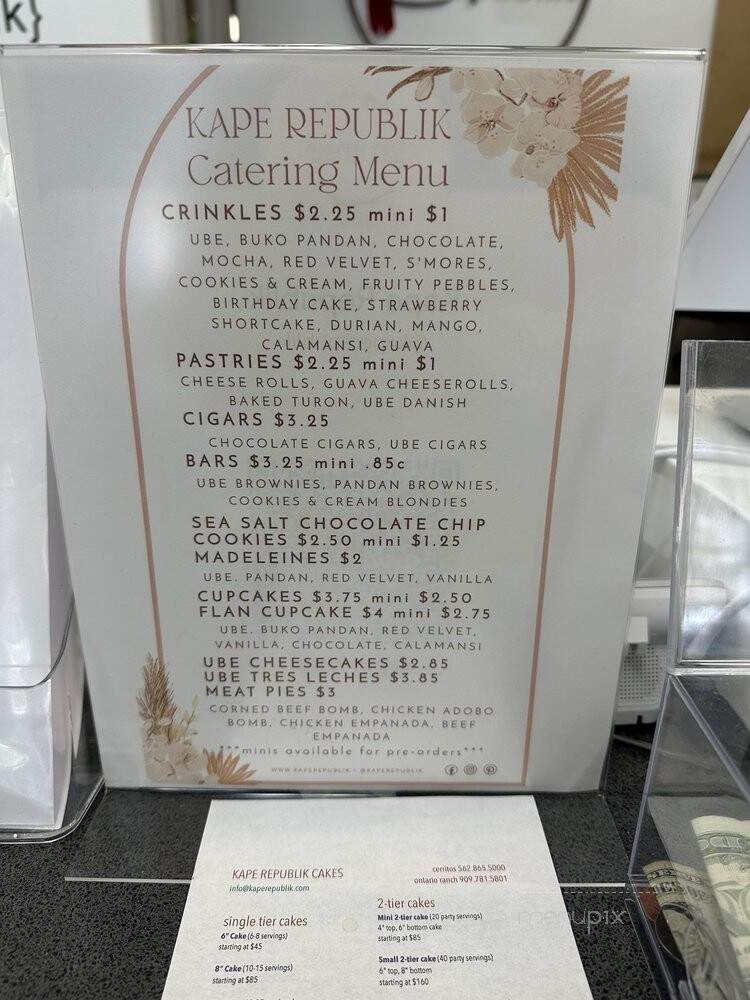 k}
KAPE REPUBLIK
Catering Menu
CRINKLES $2.25 mini $1
UBE, BUKO PANDAN, CHOCOLATE,
MOCHA, RED VELVET, S'MORES,
COOKIES & CREAM, FRUITY PEBBLES,
BIRTHDAY CAKE, STRAWBERRY
SHORTCAKE, DURIAN, MANGO,
CALAMANSI, GUAVA
PASTRIES $2.25 mini $1
CHEESE ROLLS, GUAVA CHEESEROLLS,
BAKED TURON, UBE DANISH
CIGARS $3.25
CHOCOLATE CIGARS, UBE CIGARS
BARS $3.25 mini .85c
UBE BROWNIES, PANDAN BROWNIES,
COOKIES & CREAM BLONDIES
SEA SALT CHOCOLATE CHIP
COOKIES $2.50 mini $1.25
MADELEINES $2
UBE. PANDAN, RED VELVET, VANILLA
CUPCAKES $3.75 mini $2.50
FLAN CUPCAKE $4 mini $2.75
UBE. BUKO PANDAN, RED VELVET,
VANILLA, CHOCOLATE, CALAMANSI
UBE CHEESECAKES $2.85
UBE TRES LECHES $3.85
MEAT PIES $3
CORNED BEEF BOMB, CHICKEN ADOBO
BOMB, CHICKEN EMPANADA, BEEF
EMPANADA
***minis available for pre-orders***
WWW.KAPEREPUBLIK - @KAPEREPUBLIK
KAPE REPUBLIK CAKES
info@kaperepublik.com
cerritos 562.865.5000
ontario ranch 909.781.5801
single tier cakes
6" Cake (6-8 servings)
starting at $45
8" Cake (10-15 servings)
starting at $85
2-tier cakes
Mini 2-tier cake (20 party servings)
4" top, 6" bottom cake
starting at $85
Small 2-tier cake (40 party servings)
6" top, 8" bottom
starting at $160